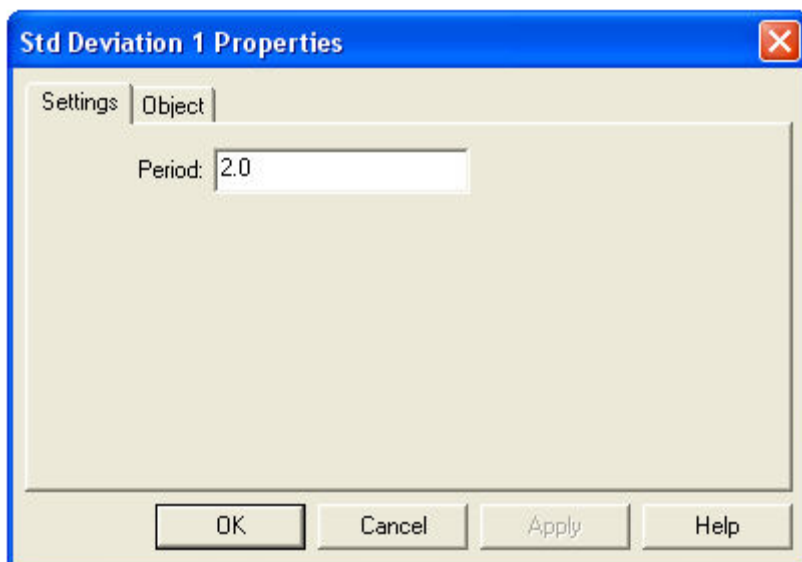 Std Deviation 1 Properties
Settings Object
Period: 2.0
OK Cancel Apply Help